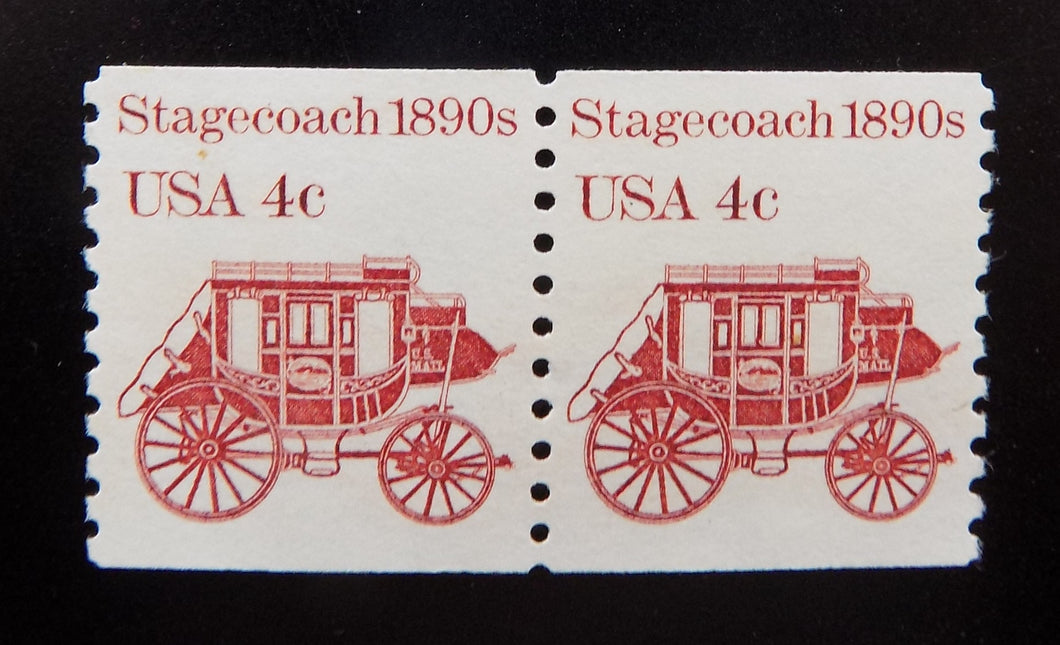 Stagecoach 1890s
USA 4c
U.S.
MAIL
Stagecoach 1890s
USA 4c
U.S.
MAIL